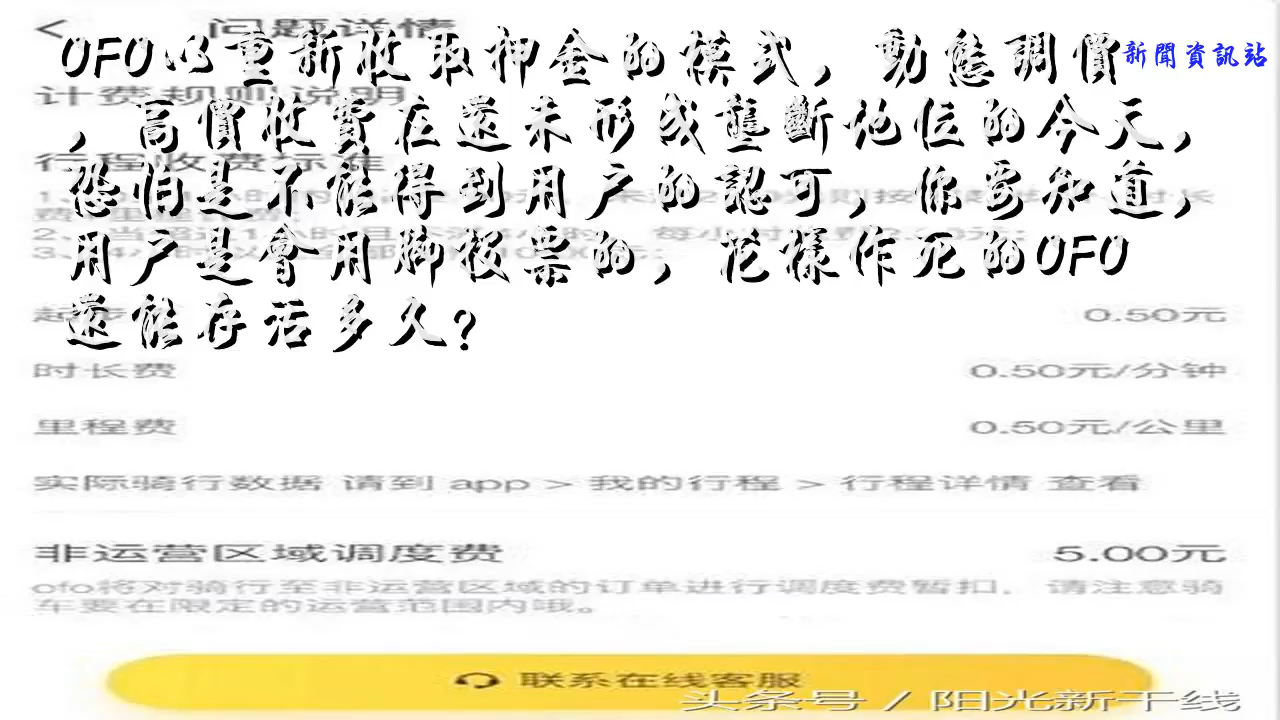 问题详情
OFO以重新收取押金的模式，動態調價
新聞資訊站
计费规则说明
，高價收費在還未形成壟斷地位的今天，
行程收费标准
恐怕是不能得到用户的認可，你要知道，
用户是會用脚投票的，花樣作死的OFO
還能存活多久？
0.50元
时长费 0.50元/分钟
里程费 0.50元/公里
实际骑行数据 请到 app > 我的行程 > 行程详情 查看
非运营区域调度费 5.00元
ofo将对骑行至非运营区域的订单进行调度费暂扣，请注意骑
车要在限定的运营范围内哦。
联系在线客服
头条号 / 阳光新干线